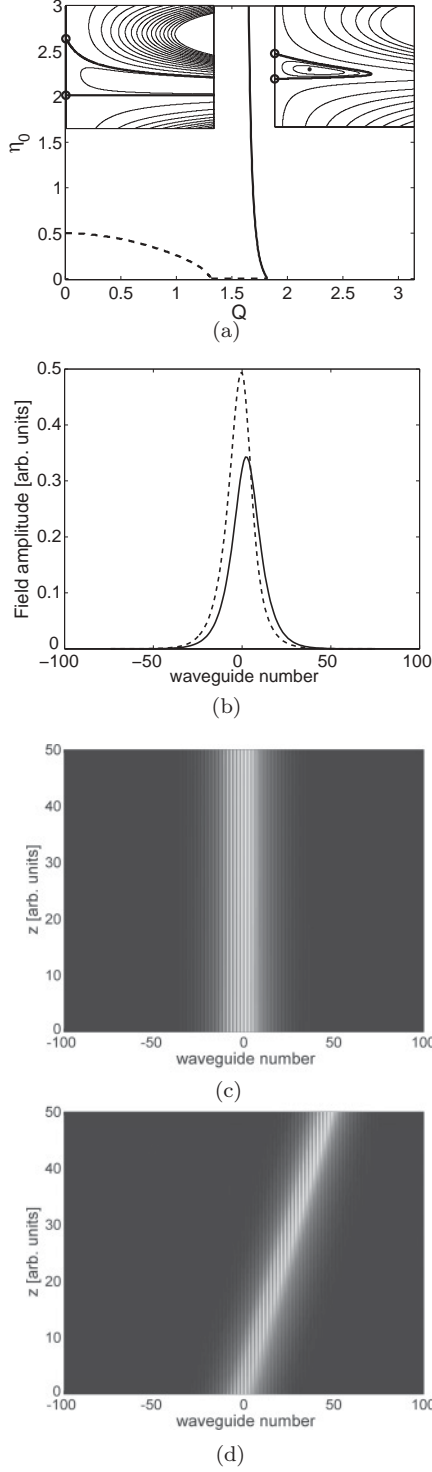 3
2.5
2
1.5
1
0.5
0
η0
0 0.5 1 1.5 2 2.5 3
Q
(a)
0.5
0.4
0.3
0.2
0.1
0
Field amplitude [arb. units]
−100 −50 0 50 100
waveguide number
(b)
50
40
30
20
10
0
z [arb. units]
-100 -50 0 50 100
waveguide number
(c)
50
40
30
20
10
0
z [arb. units]
-100 -50 0 50 100
waveguide number
(d)